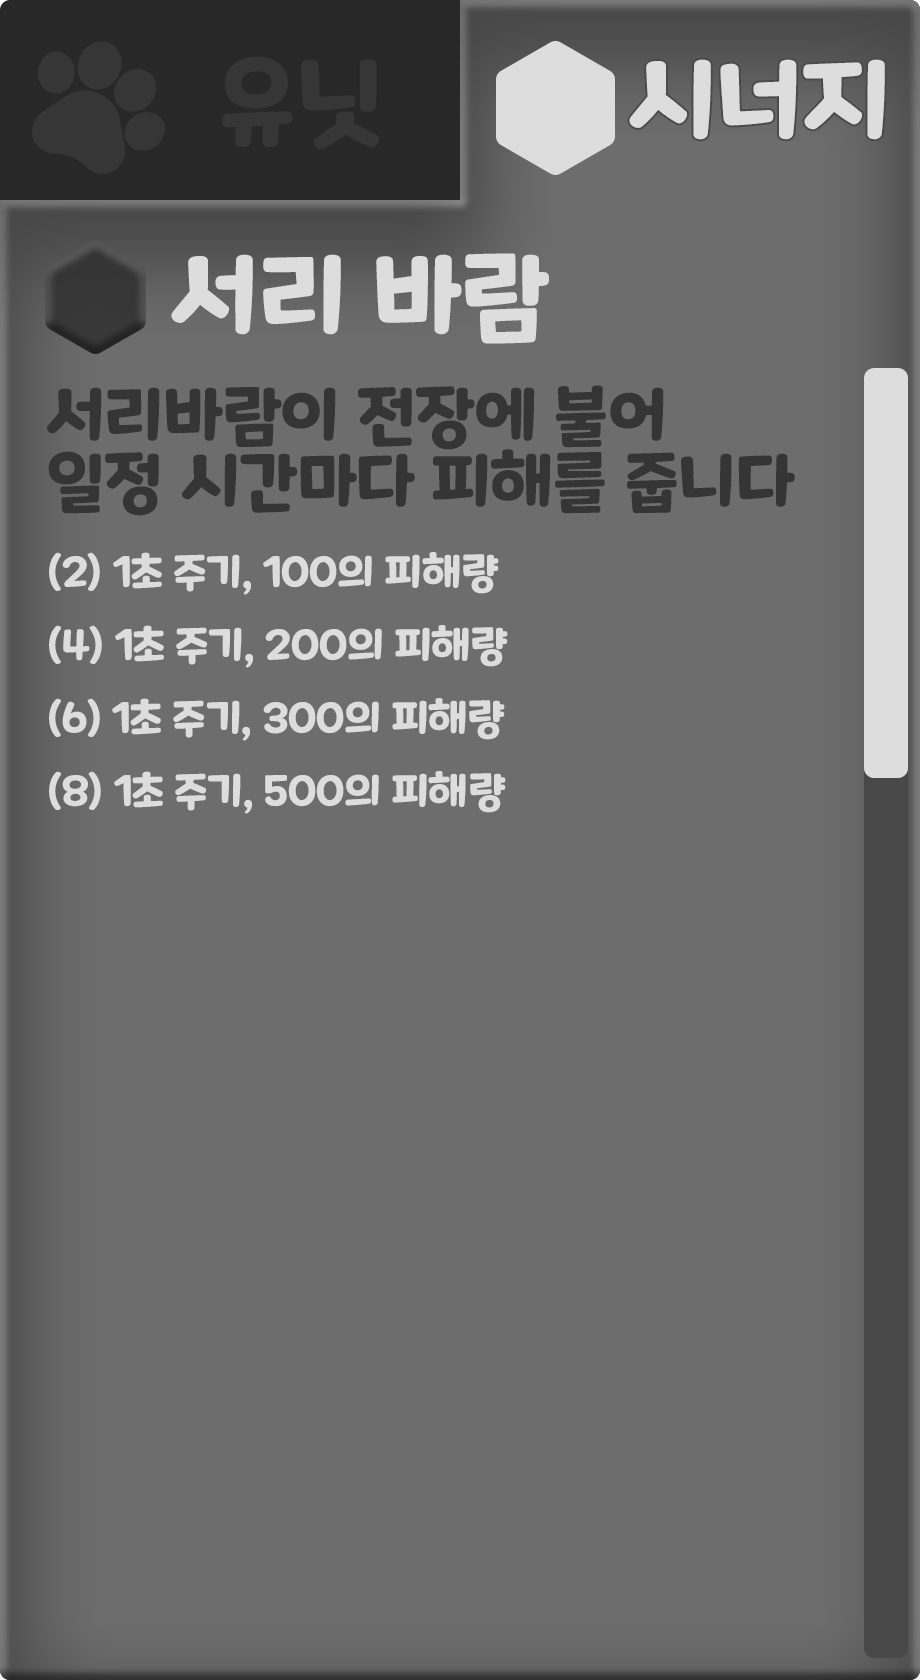 유닛
시너지
서리 바람
서리바람이 전장에 불어
일정 시간마다 피해를 줍니다
(2) 1초 주기, 100의 피해량
(4) 1초 주기, 200의 피해량
(6) 1초 주기, 300의 피해량
(8) 1초 주기, 500의 피해량